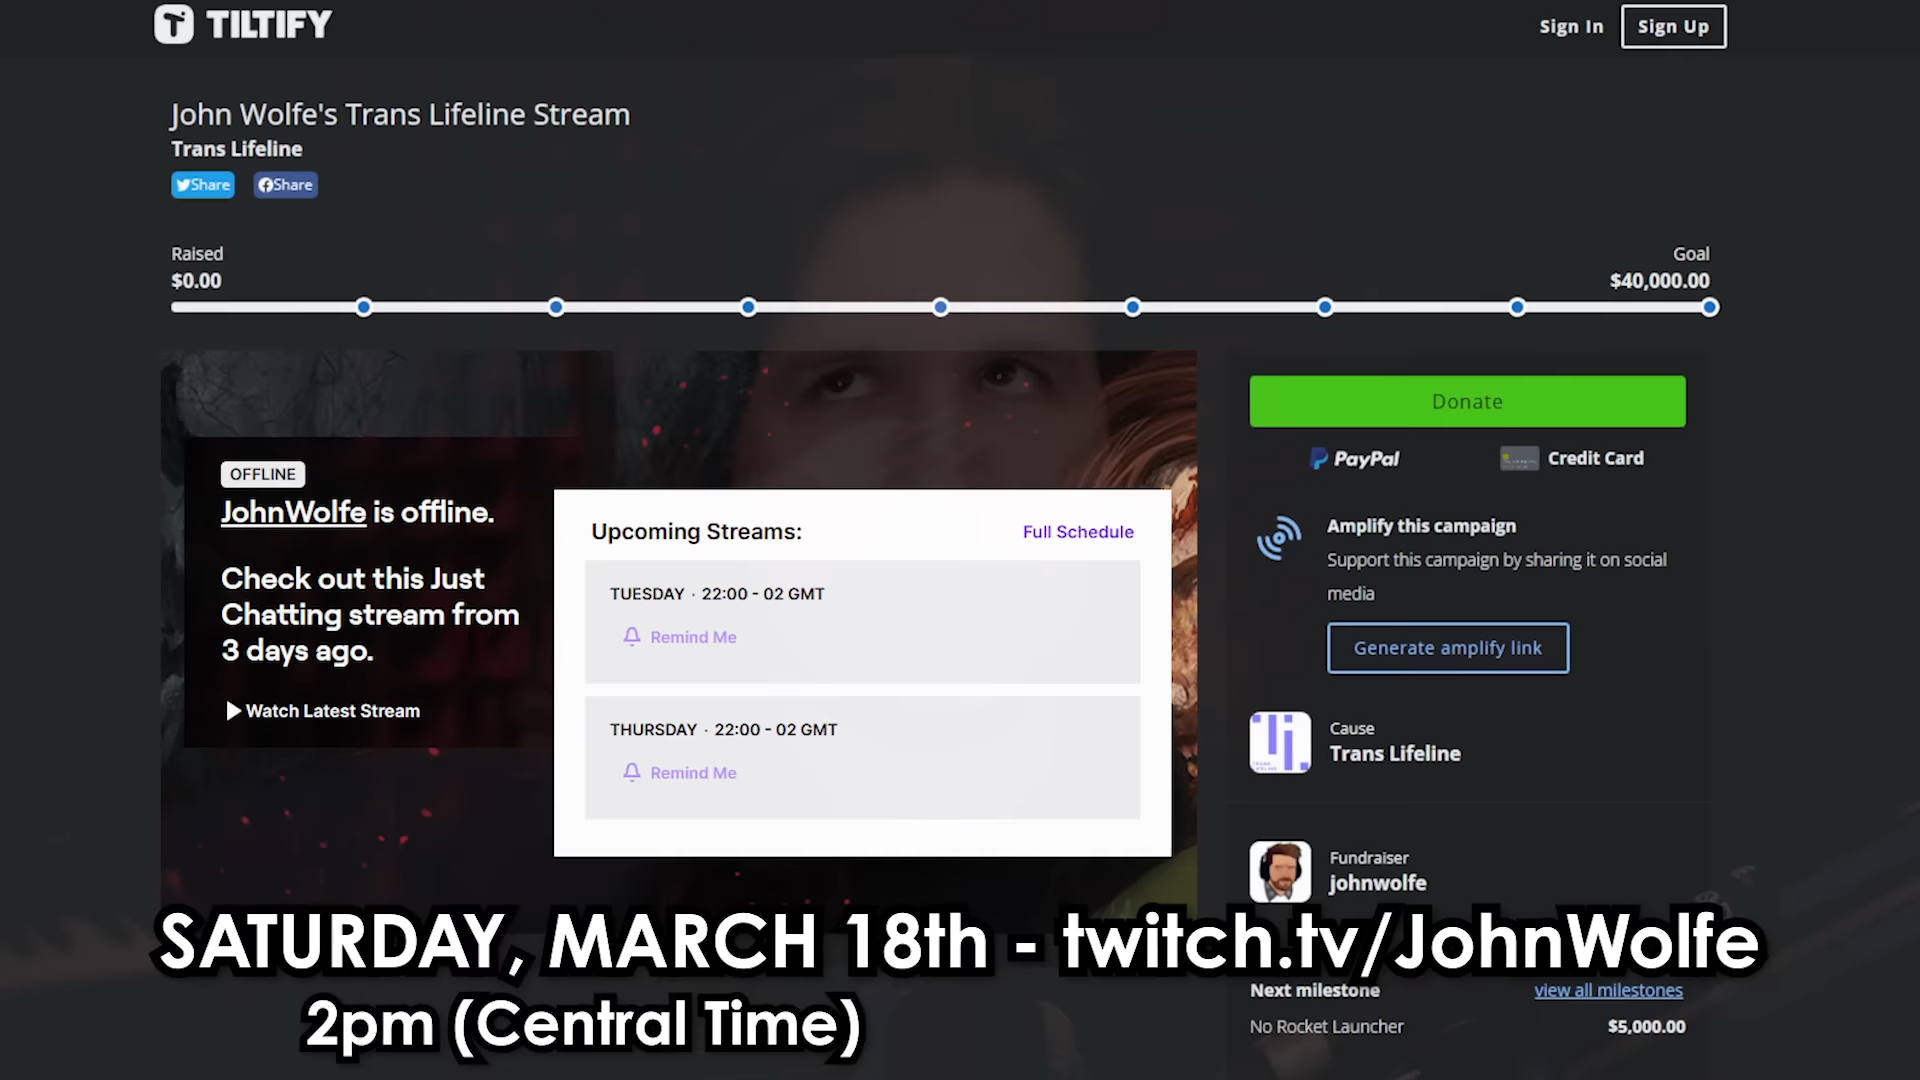 TILTIFY
Sign In
Sign Up
John Wolfe's Trans Lifeline Stream
Trans Lifeline
Share
Share
Raised
$0.00
Goal
$40,000.00
OFFLINE
JohnWolfe is offline.
Check out this Just
Chatting stream from
3 days ago.
Watch Latest Stream
Upcoming Streams:
Full Schedule
TUESDAY · 22:00 - 02 GMT
Remind Me
THURSDAY · 22:00 - 02 GMT
Remind Me
Donate
PayPal
Credit Card
Amplify this campaign
Support this campaign by sharing it on social
media
Generate amplify link
Cause
Trans Lifeline
Fundraiser
johnwolfe
SATURDAY, MARCH 18th - twitch.tv/JohnWolfe
2pm (Central Time)
Next milestone
view all milestones
No Rocket Launcher
$5,000.00